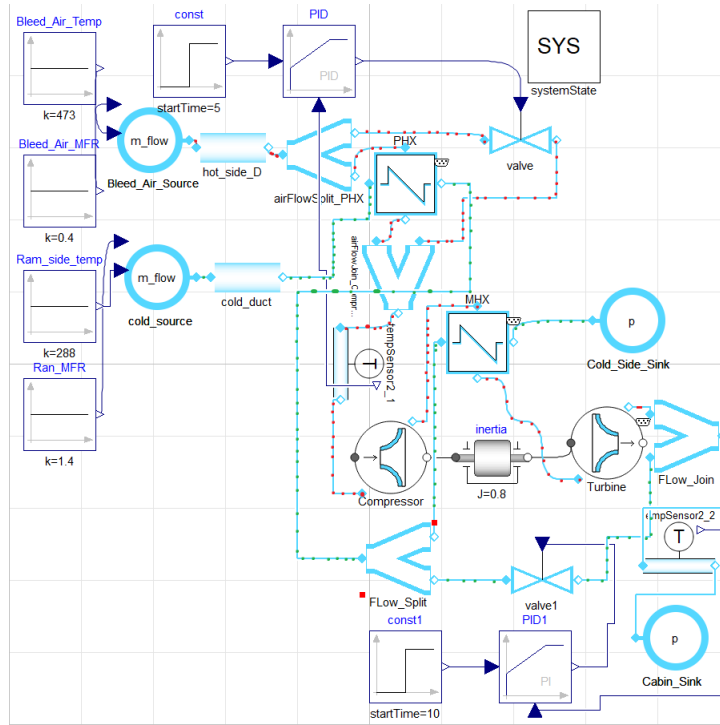 Bleed_Air_Temp
const
PID
SYS
PID
systemState
k=473
startTime=5
Bleed_Air_MFR
m_flow
hot_side_D
PHX
valve
Bleed_Air_Source
airFlowSplit_PHX
k=0.4
Ram_side_temp
m_flow
cold_duct
cold_source
MHX
p
tempSensor2_1
T
Cold_Side_Sink
k=288
Ran_MFR
inertia
k=1.4
Compressor
J=0.8
Turbine
FLow_Join
T
FLow_Split
valve1
const1
PID1
p
PI
Cabin_Sink
startTime=10